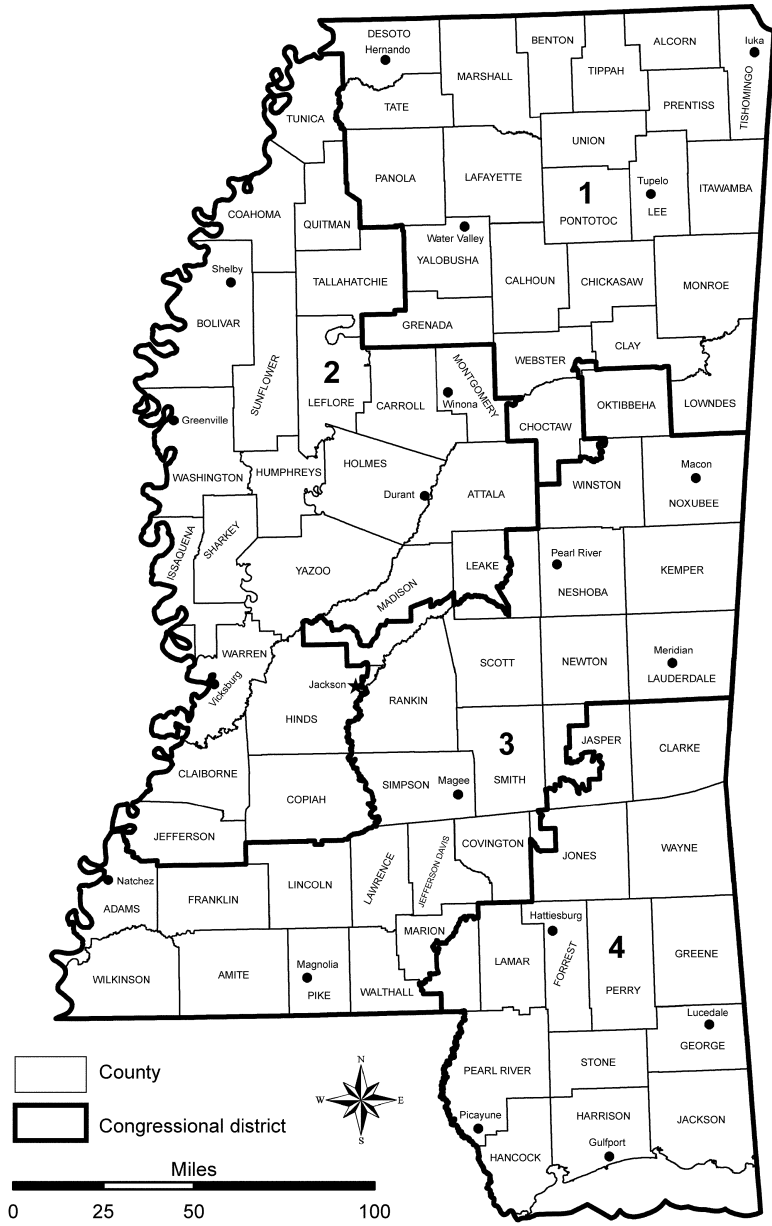 DESOTO
Hernando
BENTON
ALCORN
Iuka
MARSHALL
TIPPAH
TISHOMINGO
TATE
PRENTISS
TUNICA
UNION
PANOLA
LAFAYETTE
1
Tupelo
ITAWAMBA
COAHOMA
QUITMAN
PONTOTOC
LEE
Water Valley
YALOBUSHA
Shelby
TALLAHATCHIE
CALHOUN
CHICKASAW
MONROE
BOLIVAR
GRENADA
CLAY
WEBSTER
SUNFLOWER
2
LEFLORE
CARROLL
MONTGOMERY
Winona
OKTIBBEHA
LOWNDES
Greenville
CHOCTAW
WASHINGTON
HUMPHREYS
HOLMES
Durant
ATTALA
WINSTON
Macon
NOXUBEE
ISSAQUENA
SHARKEY
YAZOO
MADISON
LEAKE
Pearl River
NESHOBA
KEMPER
WARREN
Vicksburg
Jackson
HINDS
RANKIN
SCOTT
NEWTON
Meridian
LAUDERDALE
3
SMITH
JASPER
CLARKE
CLAIBORNE
COPIAH
SIMPSON
Magee
JEFFERSON
COVINGTON
JONES
WAYNE
Natchez
ADAMS
FRANKLIN
LINCOLN
LAWRENCE
JEFFERSON DAVIS
MARION
Hattiesburg
WILKINSON
AMITE
Magnolia
PIKE
WALTHALL
LAMAR
FORREST
4
PERRY
GREENE
Lucedale
GEORGE
PEARL RIVER
STONE
Picayune
HANCOCK
HARRISON
Gulfport
JACKSON
County
Congressional district
N
W
E
S
Miles
0 25 50 100